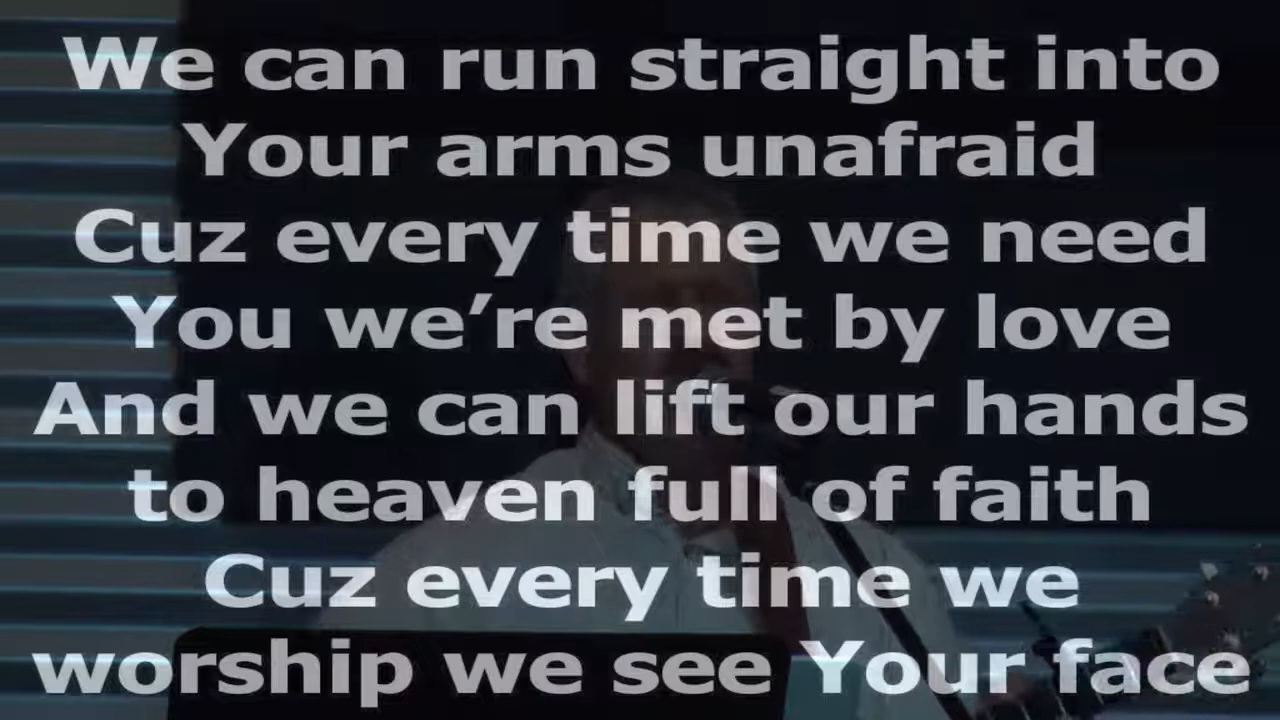 We can run straight into
Your arms unafraid
Cuz every time we need
You we’re met by love
And we can lift our hands
to heaven full of faith
Cuz every time we
worship we see Your face